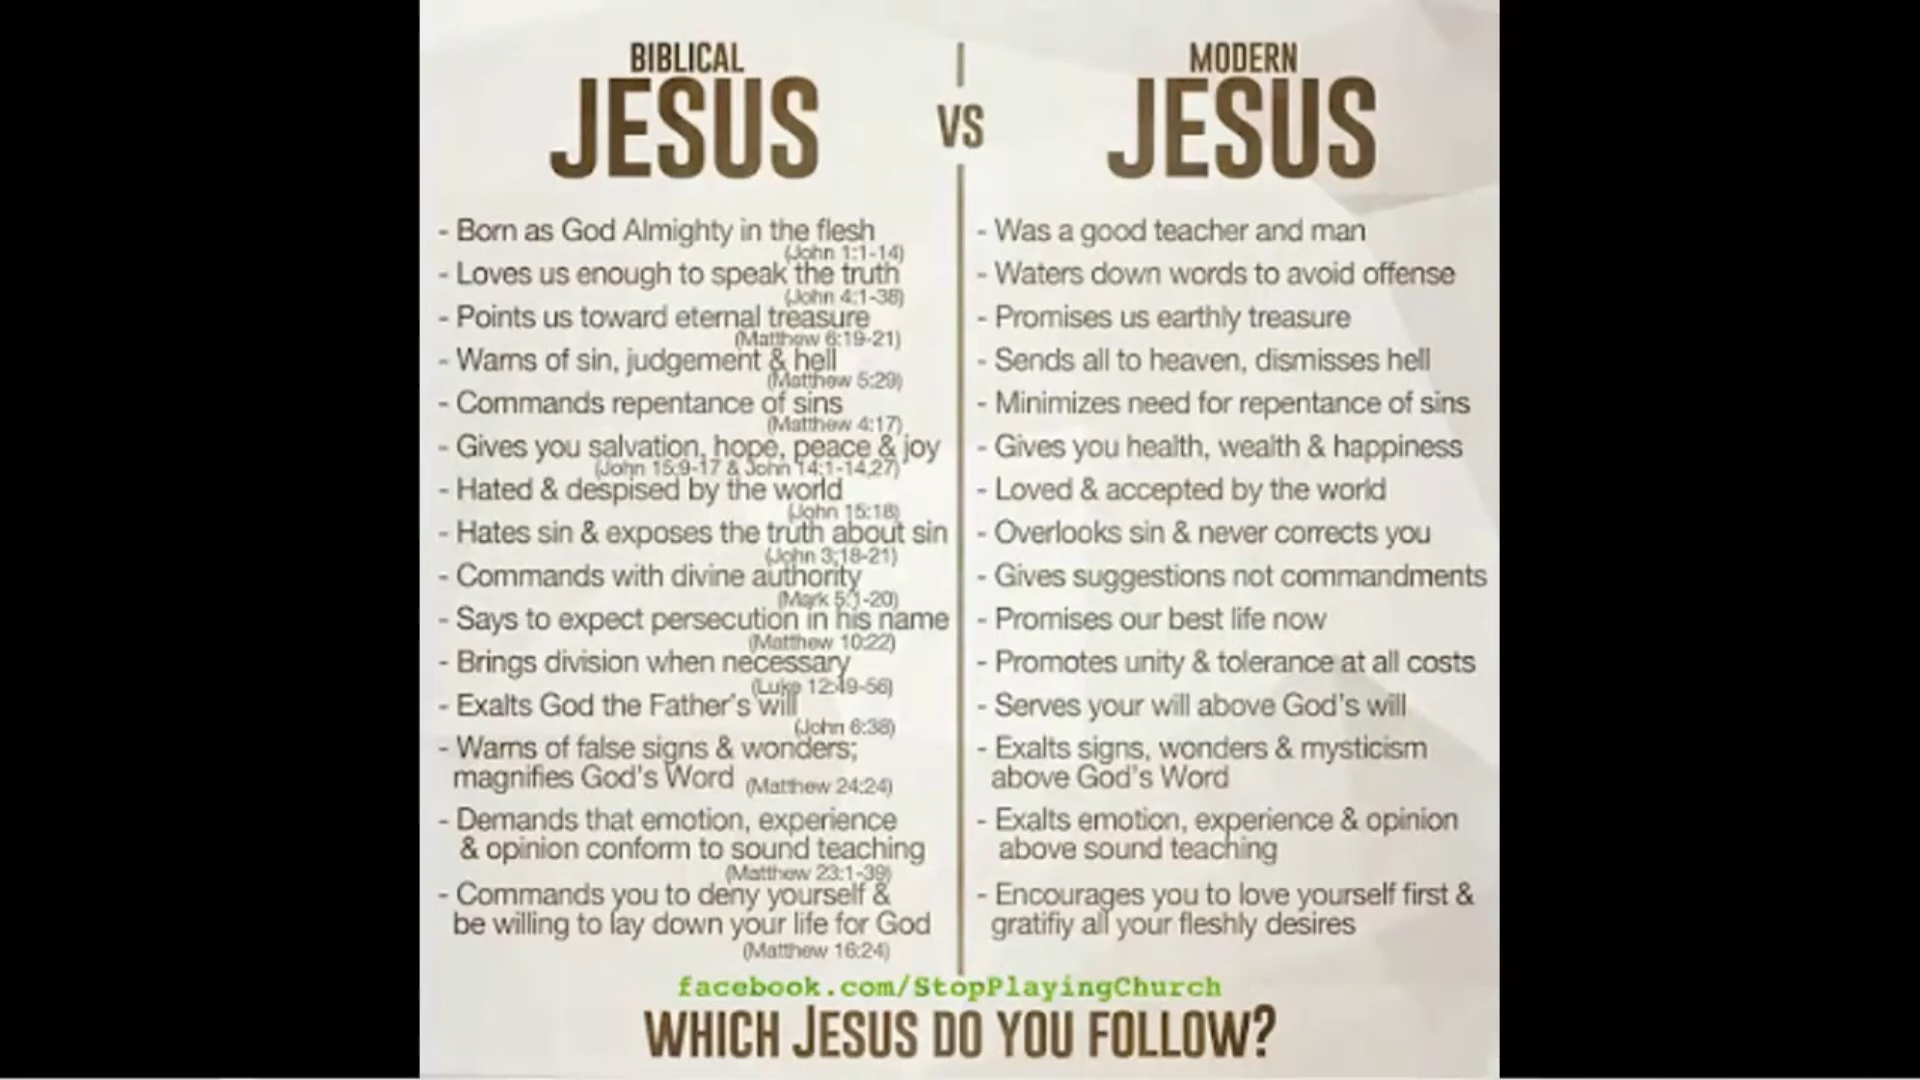 BIBLICAL
JESUS
VS
MODERN
JESUS
- Born as God Almighty in the flesh
(John 1:1-14)
- Loves us enough to speak the truth
(John 4:1-38)
- Points us toward eternal treasure
(Matthew 6:19-21)
- Warns of sin, judgement & hell
(Matthew 5:29)
- Commands repentance of sins
(Matthew 4:17)
- Gives you salvation, hope, peace & joy
(John 15:9-17 & John 14:1-14,27)
- Hated & despised by the world
(John 15:18)
- Hates sin & exposes the truth about sin
(John 3:18-21)
- Commands with divine authority
(Mark 5:1-20)
- Says to expect persecution in his name
(Matthew 10:22)
- Brings division when necessary
(Luke 12:49-56)
- Exalts God the Father's will
(John 6:38)
- Warns of false signs & wonders;
magnifies God's Word (Matthew 24:24)
- Demands that emotion, experience
& opinion conform to sound teaching
(Matthew 23:1-39)
- Commands you to deny yourself &
be willing to lay down your life for God
(Matthew 16:24)
- Was a good teacher and man
- Waters down words to avoid offense
- Promises us earthly treasure
- Sends all to heaven, dismisses hell
- Minimizes need for repentance of sins
- Gives you health, wealth & happiness
- Loved & accepted by the world
- Overlooks sin & never corrects you
- Gives suggestions not commandments
- Promises our best life now
- Promotes unity & tolerance at all costs
- Serves your will above God's will
- Exalts signs, wonders & mysticism
above God's Word
- Exalts emotion, experience & opinion
above sound teaching
- Encourages you to love yourself first &
gratifiy all your fleshly desires
facebook.com/StopPlayingChurch
WHICH JESUS DO YOU FOLLOW?